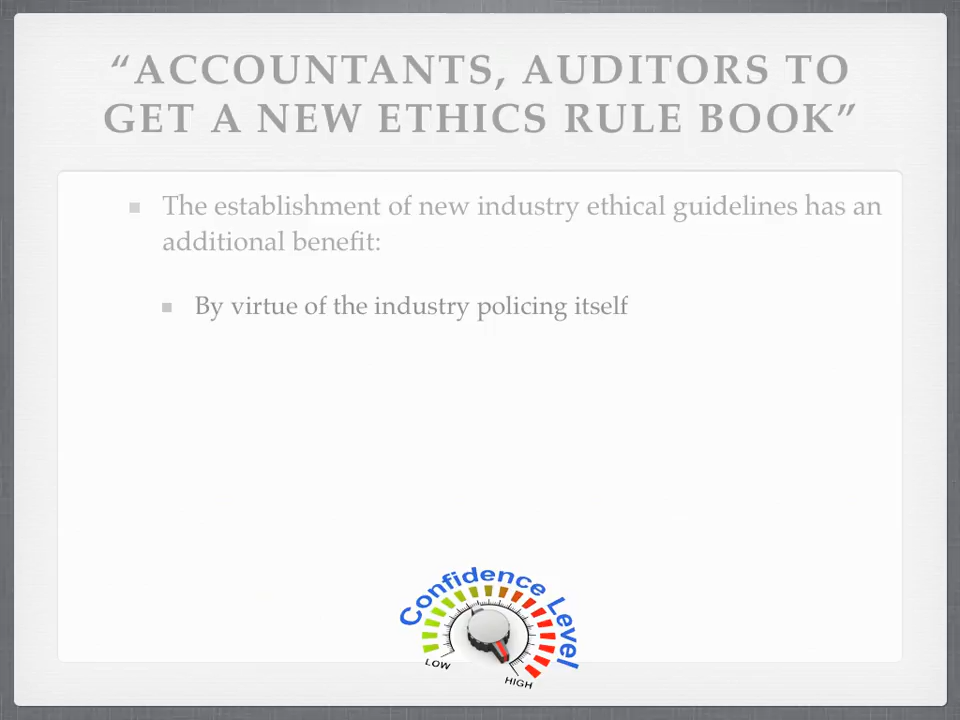 “ACCOUNTANTS, AUDITORS TO
GET A NEW ETHICS RULE BOOK”
The establishment of new industry ethical guidelines has an
additional benefit:
By virtue of the industry policing itself
Confidence Level
LOW
HIGH